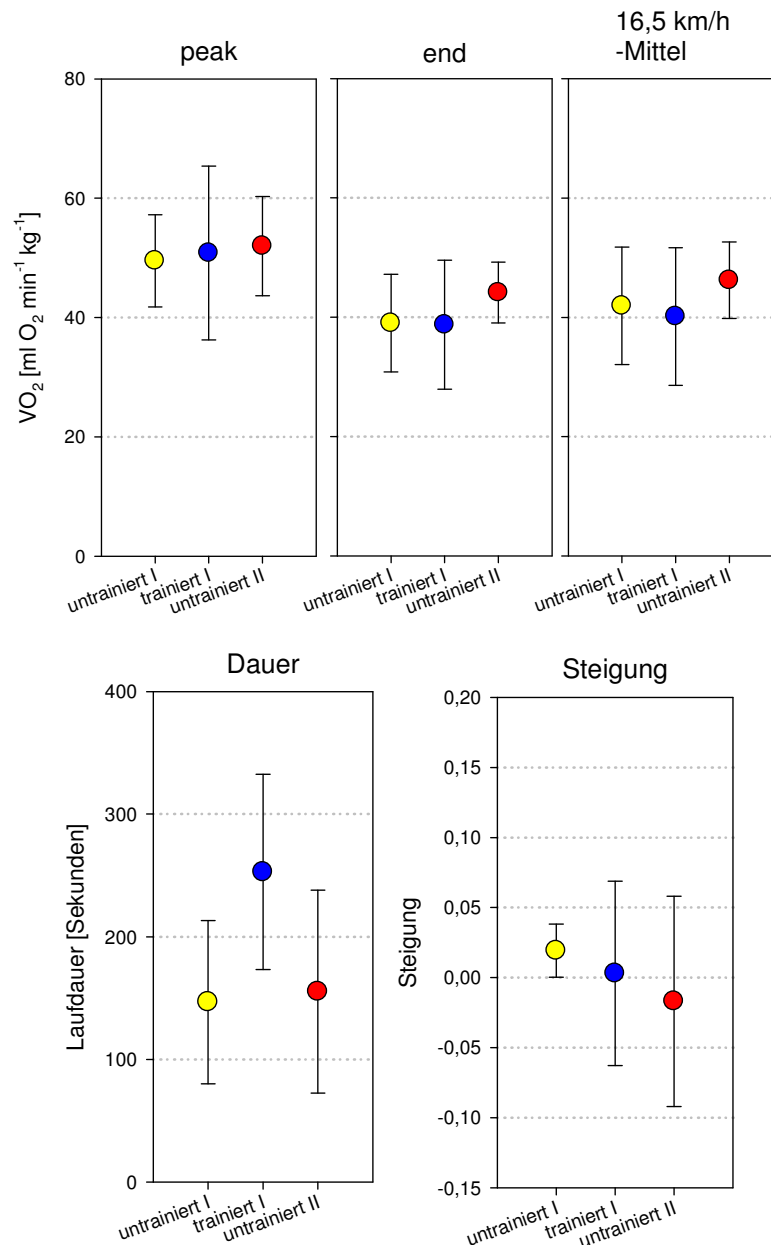 peak
end
16,5 km/h
-Mittel
VO2 [ml O2 min-1 kg-1]
80
60
40
20
0
untrainiert I
trainiert I
untrainiert II
untrainiert I
trainiert I
untrainiert II
untrainiert I
trainiert I
untrainiert II
Dauer
Laufdauer [Sekunden]
400
300
200
100
0
untrainiert I
trainiert I
untrainiert II
Steigung
Steigung
0,20
0,15
0,10
0,05
0,00
-0,05
-0,10
-0,15
untrainiert I
trainiert I
untrainiert II